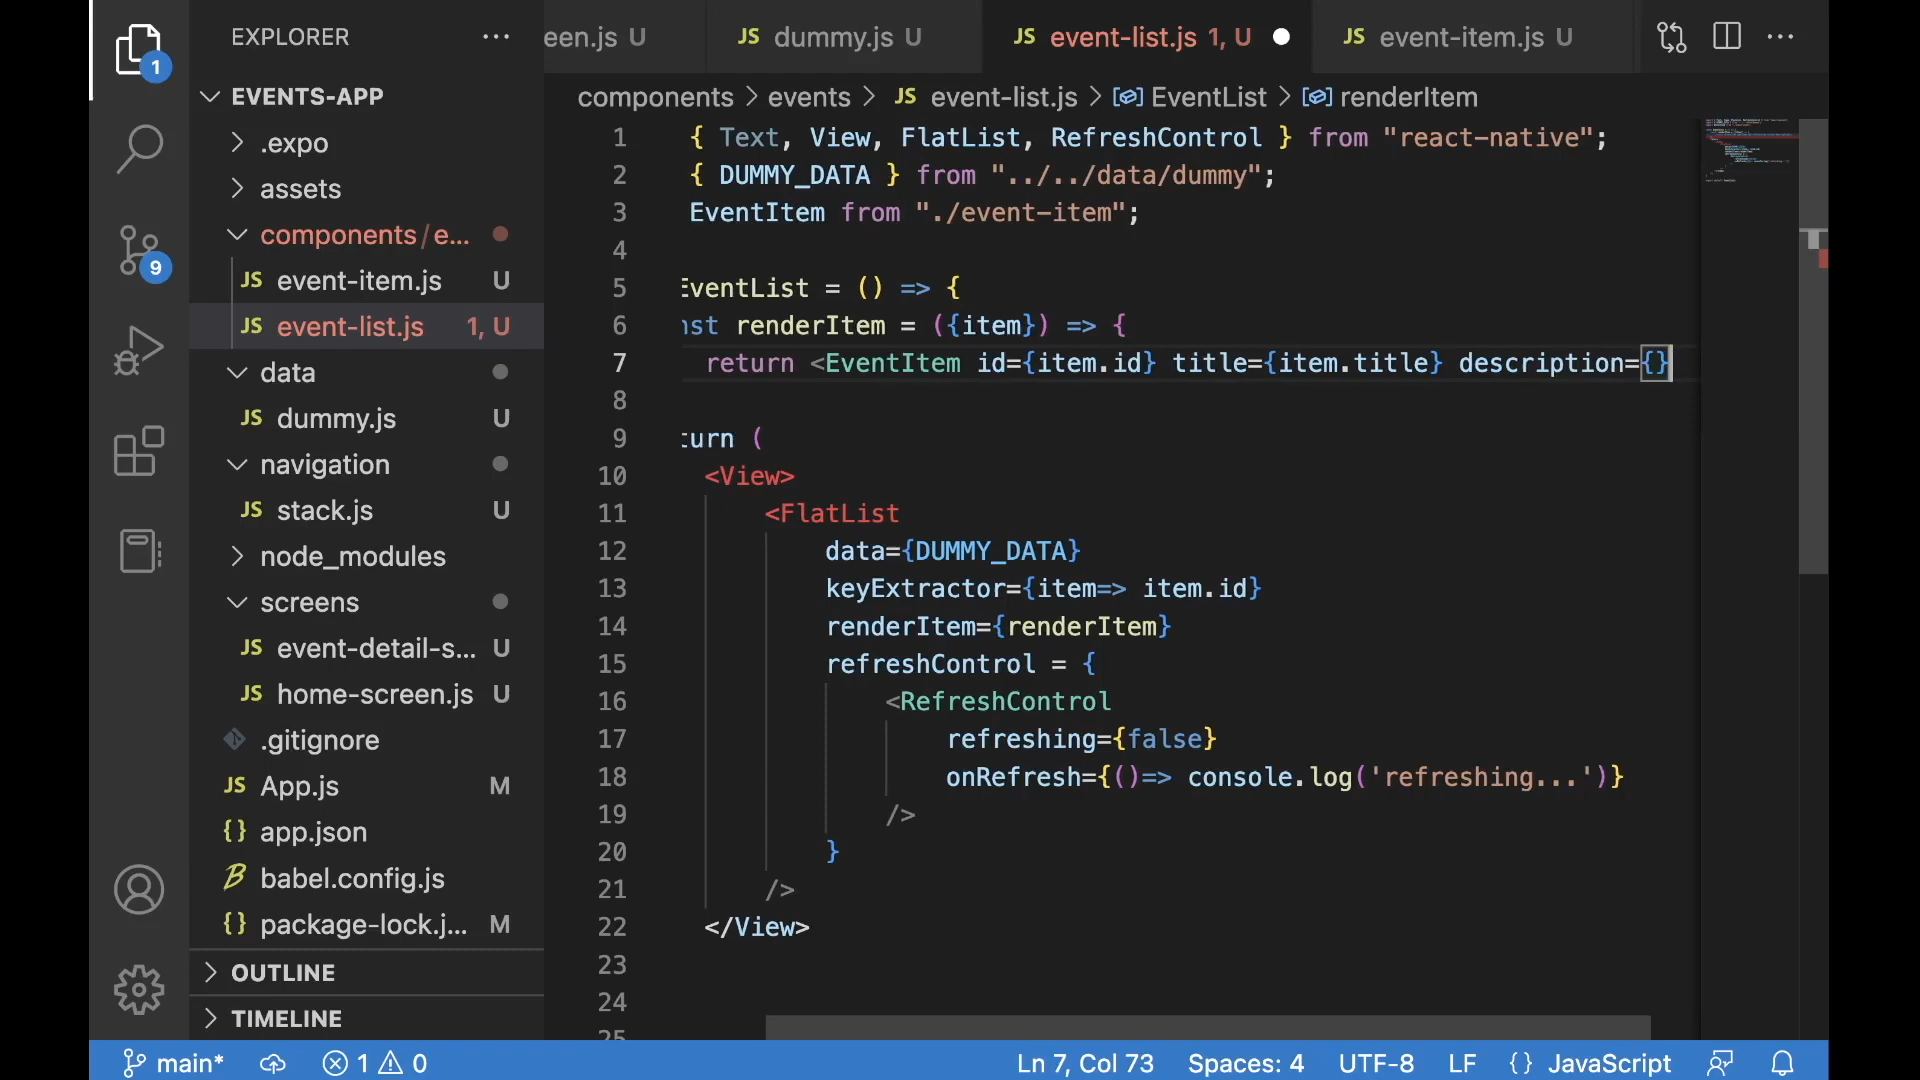 1
EXPLORER
een.js U
JS dummy.js U
JS event-list.js 1, U
JS event-item.js U
EVENTS-APP
components > events > JS event-list.js > EventList > renderItem
.expo
assets
components/e...
JS event-item.js U
JS event-list.js 1, U
data
JS dummy.js U
navigation
JS stack.js U
node_modules
screens
JS event-detail-s... U
JS home-screen.js U
.gitignore
JS App.js M
{} app.json
babel.config.js
{} package-lock.j... M
OUTLINE
TIMELINE
9
1 { Text, View, FlatList, RefreshControl } from "react-native";
2 { DUMMY_DATA } from "../../data/dummy";
3 EventItem from "./event-item";
4
5 EventList = () => {
6 nst renderItem = ({item}) => {
7 return <EventItem id={item.id} title={item.title} description={}
8
9 turn (
10 <View>
11 <FlatList
12 data={DUMMY_DATA}
13 keyExtractor={item=> item.id}
14 renderItem={renderItem}
15 refreshControl = {
16 <RefreshControl
17 refreshing={false}
18 onRefresh={()=> console.log('refreshing...')}
19 />
20 }
21 />
22 </View>
23
24
25
main* 1 0 Ln 7, Col 73 Spaces: 4 UTF-8 LF {} JavaScript